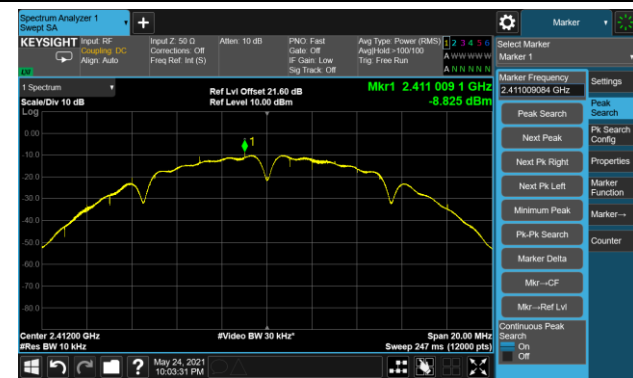 Spectrum Analyzer 1
Swept SA
+
KEYSIGHT
Input: RF
Coupling: DC
Align: Auto
Input Z: 50 Ω
Corrections: Off
Freq Ref: Int (S)
Atten: 10 dB
PNO: Fast
Gate: Off
IF Gain: Low
Sig Track: Off
Avg Type: Power (RMS)
Avg|Hold >100/100
Trig: Free Run
1 2 3 4 5 6
A W W W W W
A N N N N N
LXI
1 Spectrum
Scale/Div 10 dB
Log
Ref Lvl Offset 21.60 dB
Ref Level 10.00 dBm
Mkr1 2.411 009 1 GHz
-8.825 dBm
1
0.00
-10.0
-20.0
-30.0
-40.0
-50.0
-60.0
-70.0
-80.0
Center 2.41200 GHz
#Res BW 10 kHz
#Video BW 30 kHz*
Span 20.00 MHz
Sweep 247 ms (12000 pts)
?
May 24, 2021
10:03:31 PM
Marker
Select Marker
Marker 1
Marker Frequency
2.411009084 GHz
Peak Search
Next Peak
Next Pk Right
Next Pk Left
Minimum Peak
Pk-Pk Search
Marker Delta
Mkr→CF
Mkr→Ref Lvl
Continuous Peak
Search
On
Off
Settings
Peak
Search
Pk Search
Config
Properties
Marker
Function
Marker→
Counter